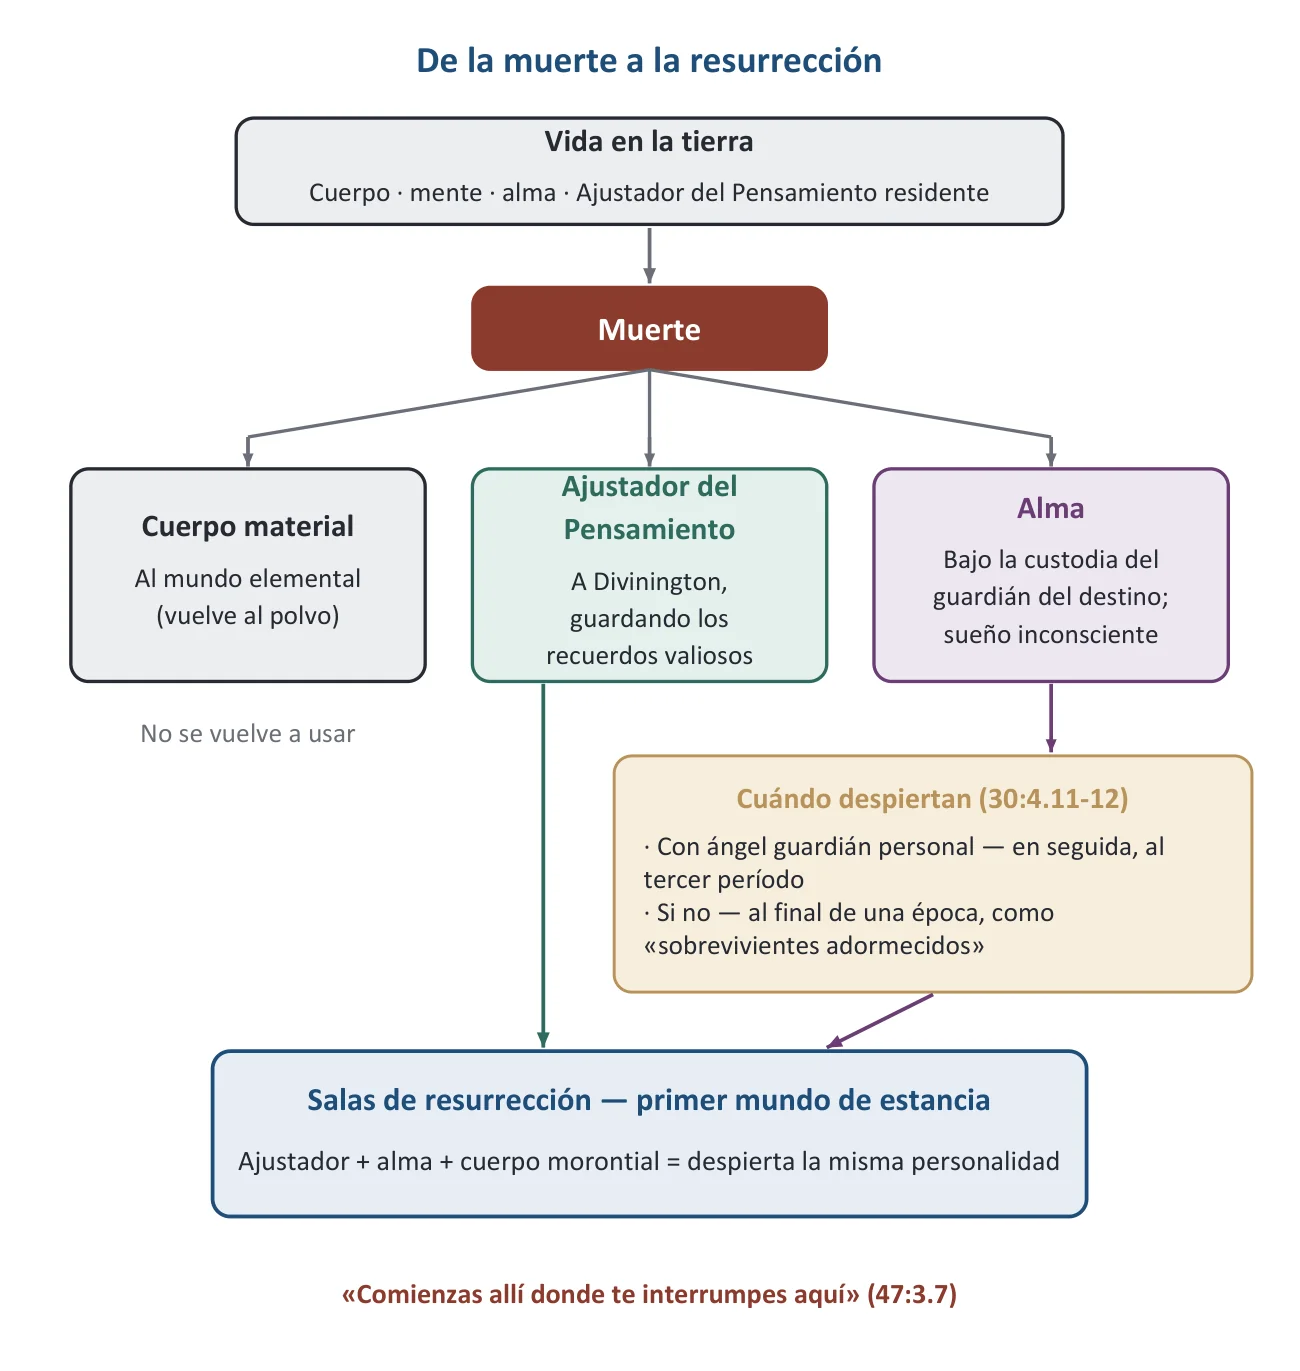 De la muerte a la resurrección
Vida en la tierra
Cuerpo · mente · alma · Ajustador del Pensamiento residente
Muerte
Cuerpo material
Al mundo elemental
(vuelve al polvo)
No se vuelve a usar
Ajustador del
Pensamiento
A Divinington,
guardando los
recuerdos valiosos
Alma
Bajo la custodia del
guardián del destino;
sueño inconsciente
Cuándo despiertan (30:4.11-12)
· Con ángel guardián personal — en seguida, al
tercer período
· Si no — al final de una época, como
«sobrevivientes adormecidos»
Salas de resurrección — primer mundo de estancia
Ajustador + alma + cuerpo morontial = despierta la misma personalidad
«Comienzas allí donde te interrumpes aquí» (47:3.7)